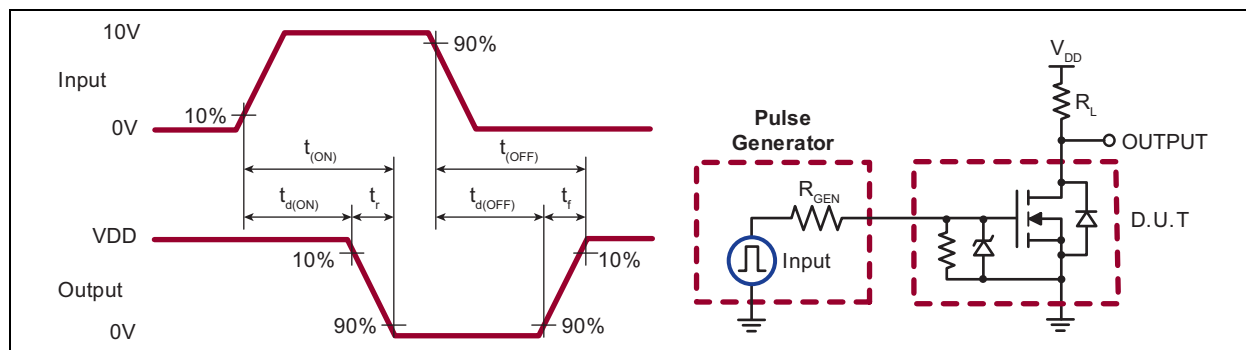 10V
Input
0V
10%
90%
t(ON)
t(OFF)
td(ON)
tr
td(OFF)
tf
VDD
Output
0V
10%
90%
90%
10%
Pulse
Generator
RGEN
Input
VDD
RL
OUTPUT
D.U.T